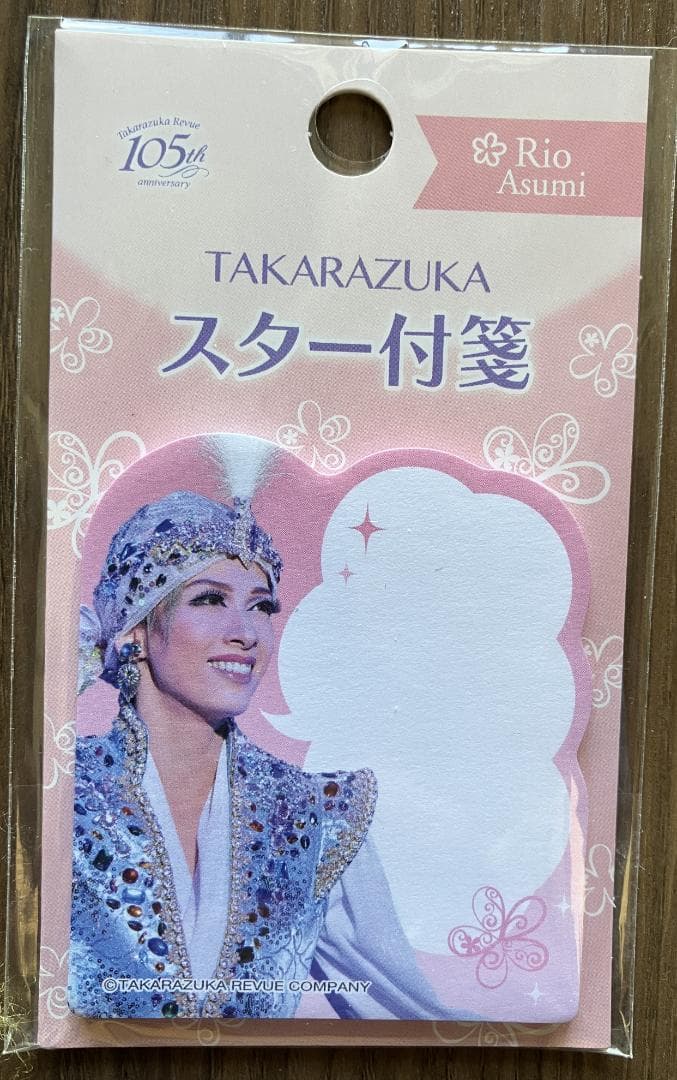 Takarazuka Revue
105th
anniversary
Rio
Asumi
TAKARAZUKA
スター付箋
©TAKARAZUKA REVUE COMPANY